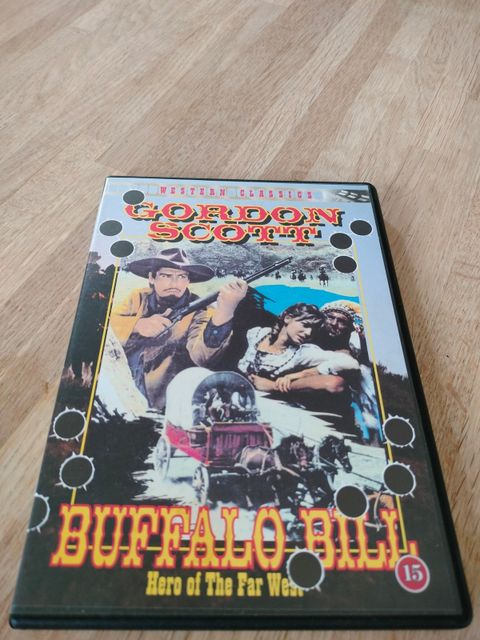 WESTERN CLASSICS
GORDON
SCOTT
BUFFALO BILL
Hero of The Far West
15